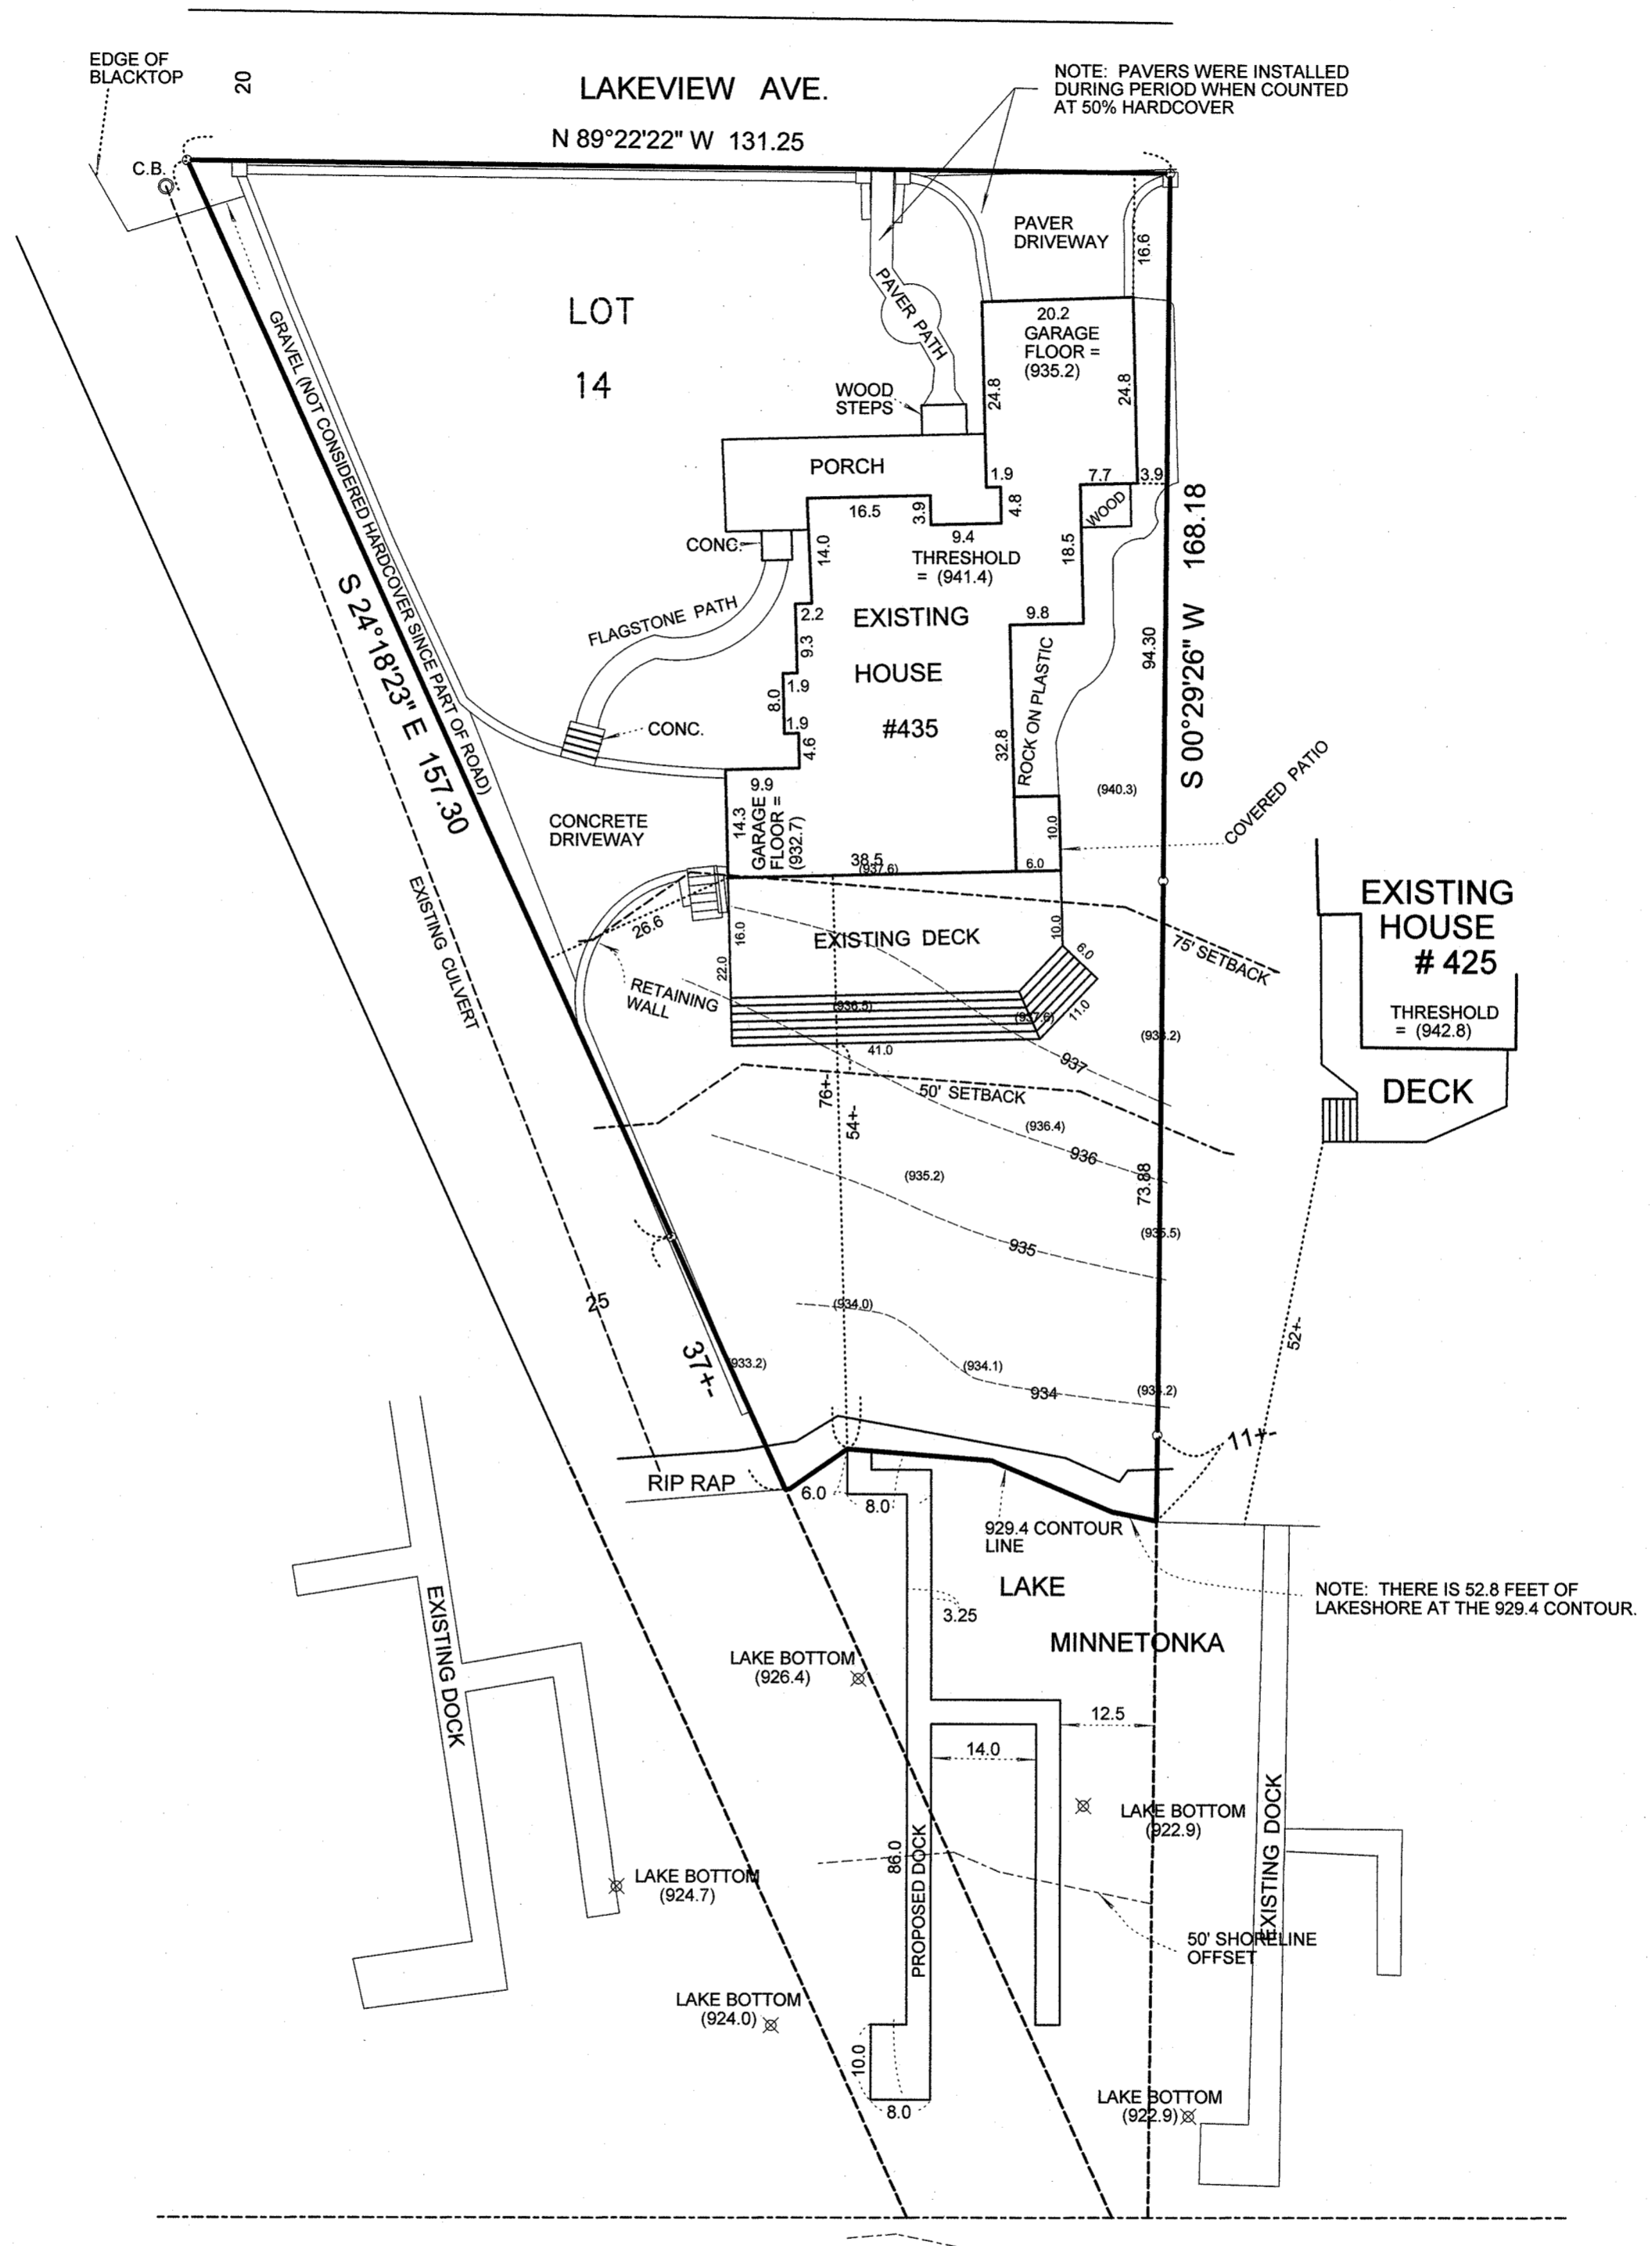 EDGE OF
BLACKTOP
20
LAKEVIEW AVE.
N 89°22'22" W 131.25
NOTE: PAVERS WERE INSTALLED
DURING PERIOD WHEN COUNTED
AT 50% HARDCOVER
C.B.
PAVER
DRIVEWAY
16.6
LOT
14
PAVER PATH
20.2
GARAGE
FLOOR =
(935.2)
24.8
24.8
WOOD
STEPS
GRAVEL (NOT CONSIDERED HARDCOVER SINCE PART OF ROAD)
PORCH
1.9
7.7
3.9
4.8
WOOD
16.5
3.9
9.4
CONC.
14.0
THRESHOLD
= (941.4)
18.5
S 00°29'26" W 168.18
S 24°18'23" E 157.30
FLAGSTONE PATH
2.2
EXISTING
HOUSE
#435
9.8
9.3
94.30
1.9
8.0
1.9
4.6
CONC.
ROCK ON PLASTIC
32.8
(940.3)
COVERED PATIO
9.9
GARAGE
FLOOR =
(932.7)
14.3
CONCRETE
DRIVEWAY
10.0
38.5
(937.6)
6.0
EXISTING CULVERT
26.6
16.0
EXISTING DECK
10.0
6.0
75' SETBACK
EXISTING
HOUSE
# 425
22.0
RETAINING
WALL
(936.5)
(937.6)
11.0
THRESHOLD
= (942.8)
41.0
937
DECK
76+-
54+-
50' SETBACK
(936.4)
936
(935.2)
73.88
935
(934.0)
25
37+-
(933.2)
(934.1)
934
52+-
11+-
RIP RAP
6.0
8.0
929.4 CONTOUR
LINE
LAKE
MINNETONKA
NOTE: THERE IS 52.8 FEET OF
LAKESHORE AT THE 929.4 CONTOUR.
3.25
EXISTING DOCK
LAKE BOTTOM
(926.4)
12.5
14.0
LAKE BOTTOM
(922.9)
EXISTING DOCK
86.0
PROPOSED DOCK
LAKE BOTTOM
(924.7)
50' SHORELINE
OFFSET
LAKE BOTTOM
(924.0)
10.0
8.0
LAKE BOTTOM
(922.9)